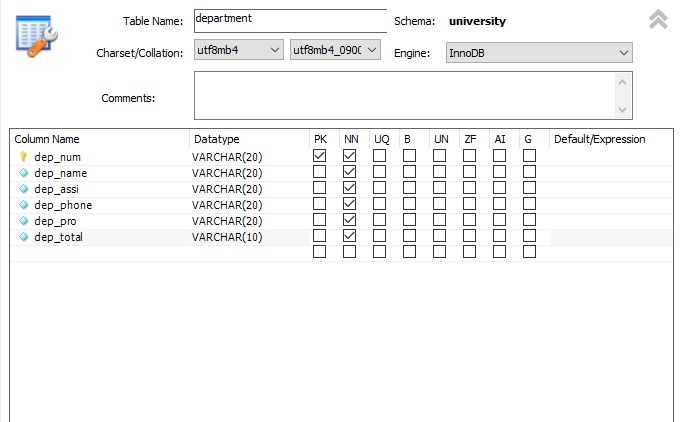 Table Name: department Schema: university
Charset/Collation: utf8mb4 utf8mb4_090( Engine: InnoDB
Comments:
Column Name Datatype PK NN UQ B UN ZF AI G Default/Expression
dep_num VARCHAR(20)
dep_name VARCHAR(20)
dep_assi VARCHAR(20)
dep_phone VARCHAR(20)
dep_pro VARCHAR(20)
dep_total VARCHAR(10)